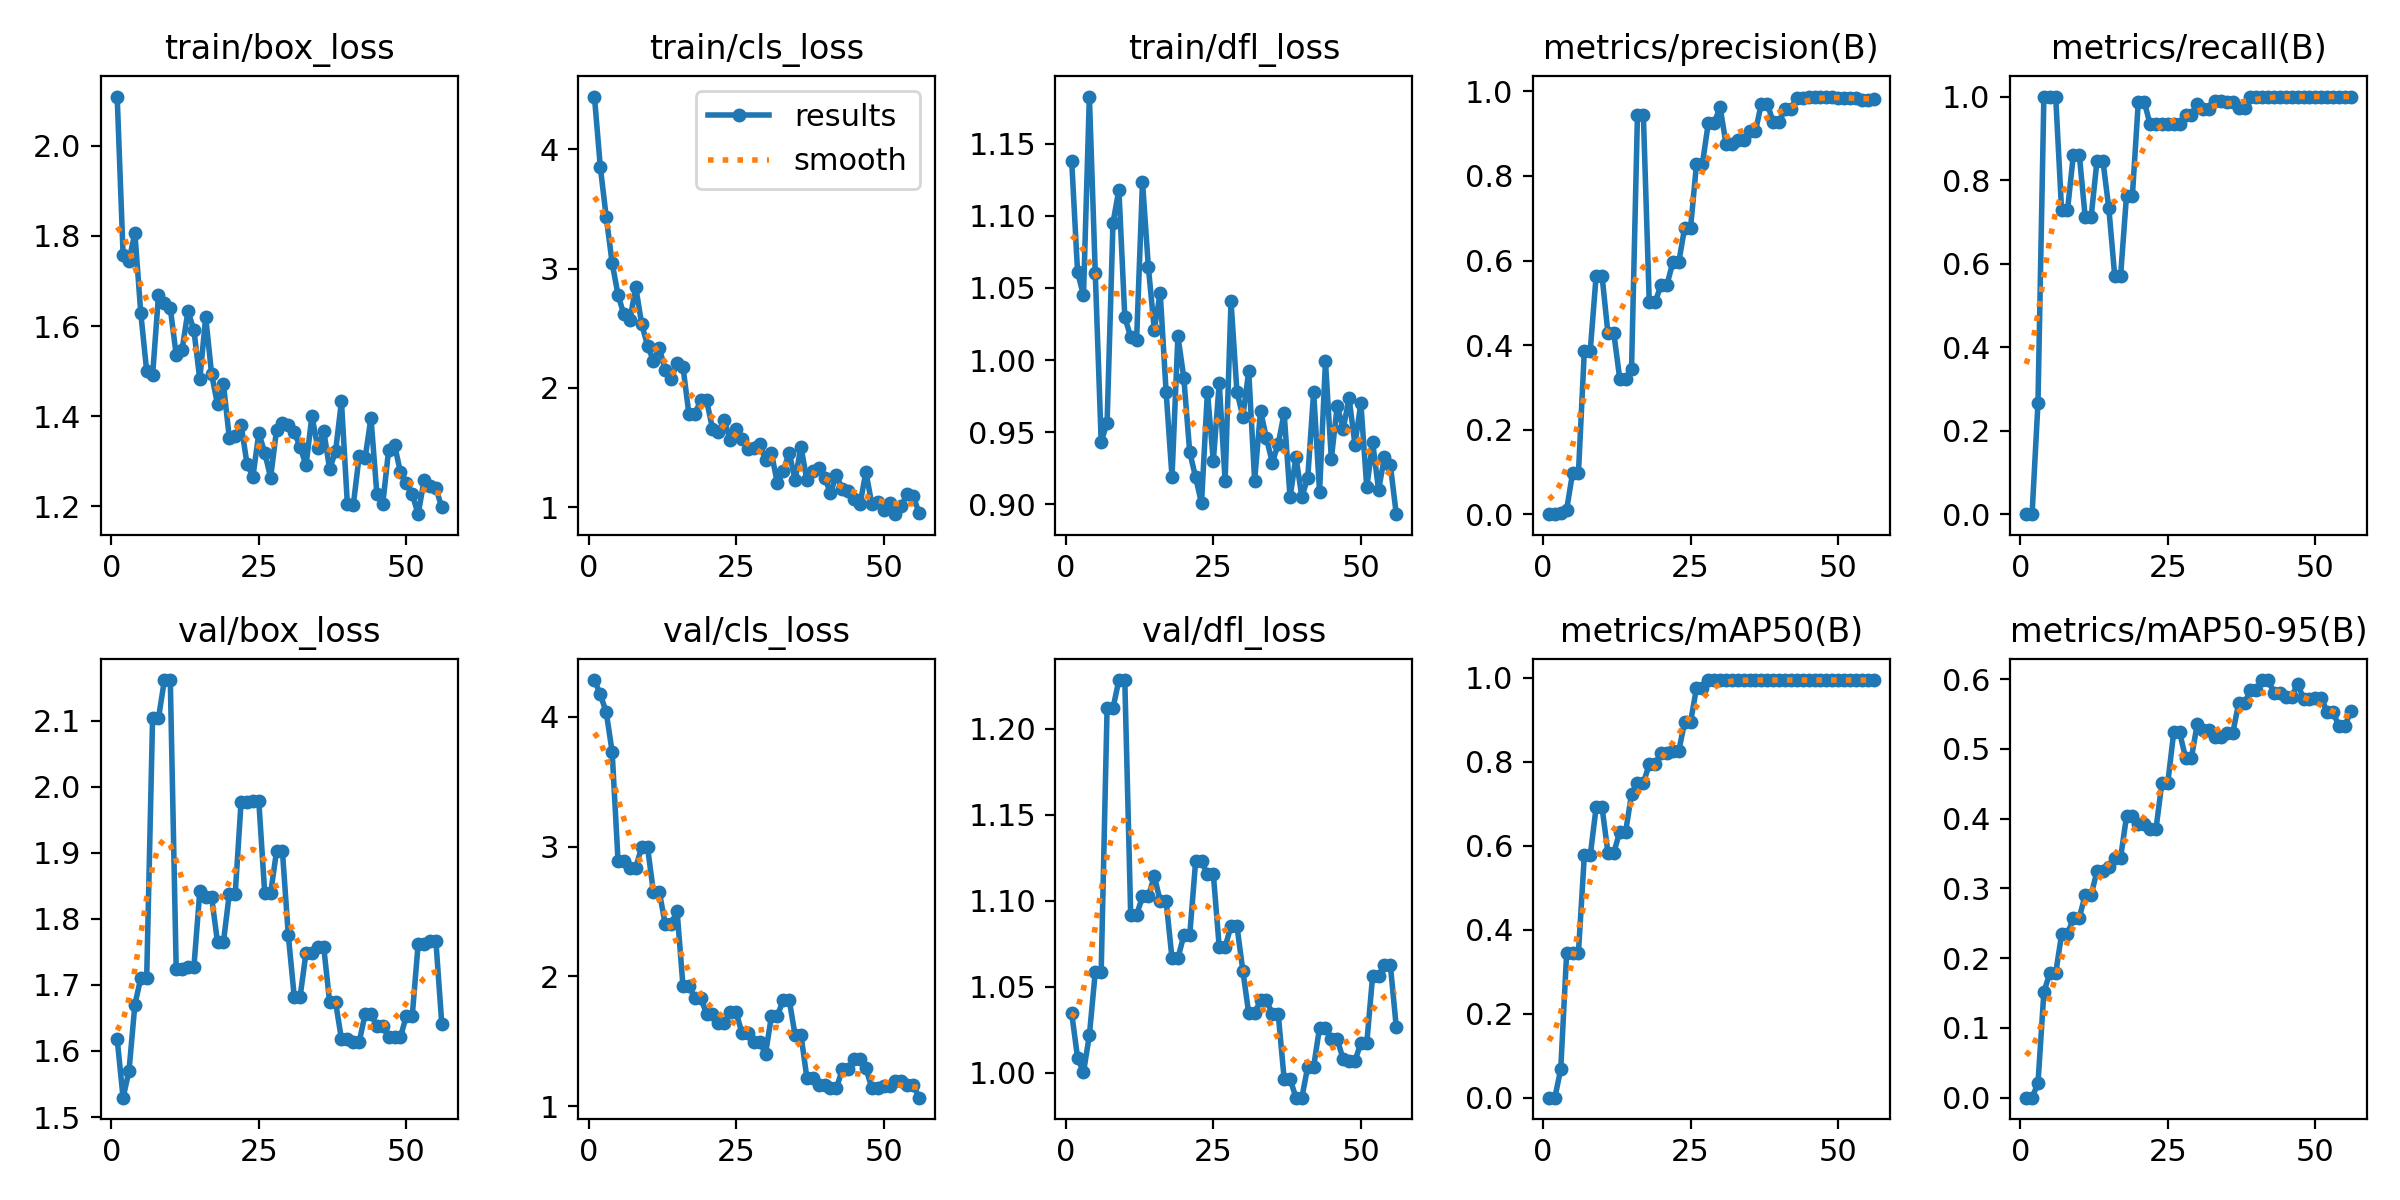 train/box_loss
train/cls_loss
train/dfl_loss
metrics/precision(B)
metrics/recall(B)
results
smooth
2.0
1.8
1.6
1.4
1.2
0 25 50
4
3
2
1
0 25 50
1.15
1.10
1.05
1.00
0.95
0.90
0 25 50
1.0
0.8
0.6
0.4
0.2
0.0
0 25 50
1.0
0.8
0.6
0.4
0.2
0.0
0 25 50
val/box_loss
val/cls_loss
val/dfl_loss
metrics/mAP50(B)
metrics/mAP50-95(B)
2.1
2.0
1.9
1.8
1.7
1.6
1.5
0 25 50
4
3
2
1
0 25 50
1.20
1.15
1.10
1.05
1.00
0 25 50
1.0
0.8
0.6
0.4
0.2
0.0
0 25 50
0.6
0.5
0.4
0.3
0.2
0.1
0.0
0 25 50